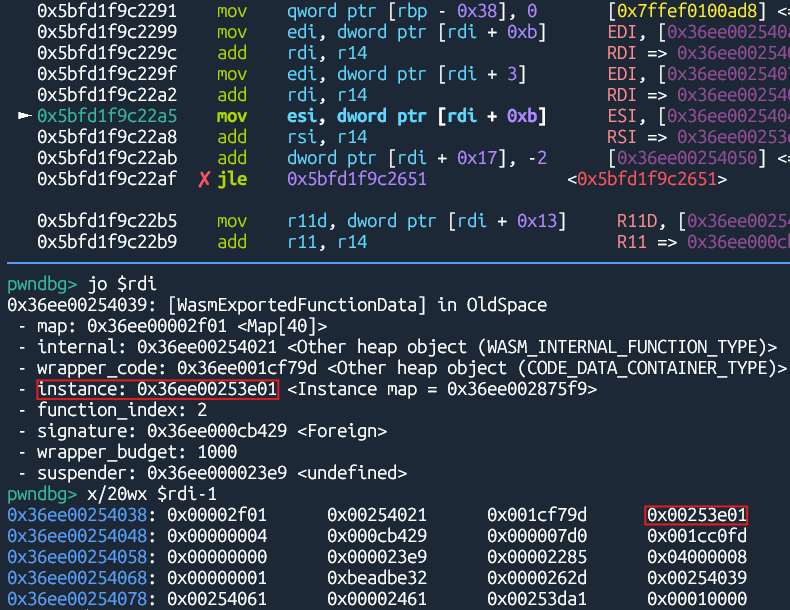 0x5bfd1f9c2291 mov qword ptr [rbp - 0x38], 0 [0x7ffef0100ad8] <
0x5bfd1f9c2299 mov edi, dword ptr [rdi + 0xb] EDI, [0x36ee002540
0x5bfd1f9c229c add rdi, r14 RDI => 0x36ee002540
0x5bfd1f9c229f mov edi, dword ptr [rdi + 3] EDI, [0x36ee002540
0x5bfd1f9c22a2 add rdi, r14 RDI => 0x36ee002540
► 0x5bfd1f9c22a5 mov esi, dword ptr [rdi + 0xb] ESI, [0x36ee002540
0x5bfd1f9c22a8 add rsi, r14 RSI => 0x36ee00253
0x5bfd1f9c22ab add dword ptr [rdi + 0x17], -2 [0x36ee00254050] <
0x5bfd1f9c22af ✘ jle 0x5bfd1f9c2651 <0x5bfd1f9c2651>
0x5bfd1f9c22b5 mov r11d, dword ptr [rdi + 0x13] R11D, [0x36ee0025
0x5bfd1f9c22b9 add r11, r14 R11 => 0x36ee000c
pwndbg> jo $rdi
0x36ee00254039: [WasmExportedFunctionData] in OldSpace
- map: 0x36ee00002f01 <Map[40]>
- internal: 0x36ee00254021 <Other heap object (WASM_INTERNAL_FUNCTION_TYPE)>
- wrapper_code: 0x36ee001cf79d <Other heap object (CODE_DATA_CONTAINER_TYPE)>
- instance: 0x36ee00253e01 <Instance map = 0x36ee002875f9>
- function_index: 2
- signature: 0x36ee000cb429 <Foreign>
- wrapper_budget: 1000
- suspender: 0x36ee000023e9 <undefined>
pwndbg> x/20wx $rdi-1
0x36ee00254038: 0x00002f01 0x00254021 0x001cf79d 0x00253e01
0x36ee00254048: 0x00000004 0x000cb429 0x000007d0 0x001cc0fd
0x36ee00254058: 0x00000000 0x000023e9 0x00002285 0x04000008
0x36ee00254068: 0x00000001 0xbeadbe32 0x0000262d 0x00254039
0x36ee00254078: 0x00254061 0x00002461 0x00253da1 0x00010000